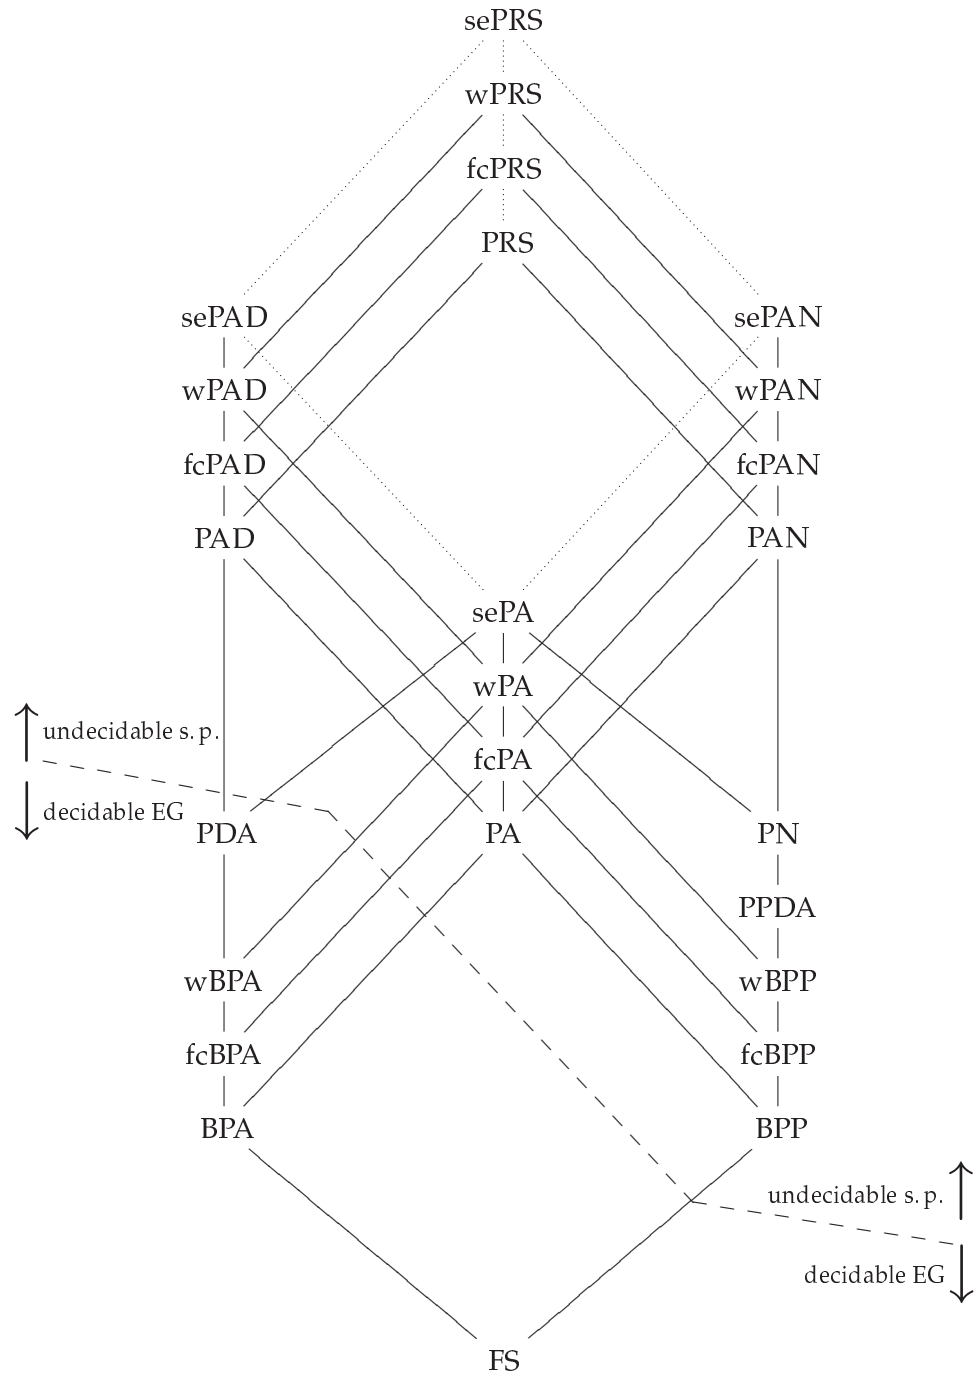 sePRS
wPRS
fcPRS
PRS
sePAD sePAN
wPAD wPAN
fcPAD fcPAN
PAD PAN
sePA
wPA
undecidable s. p.
fcPA
decidable EG
PDA PA PN
PPDA
wBPA wBPP
fcBPA fcBPP
BPA BPP
undecidable s. p.
decidable EG
FS